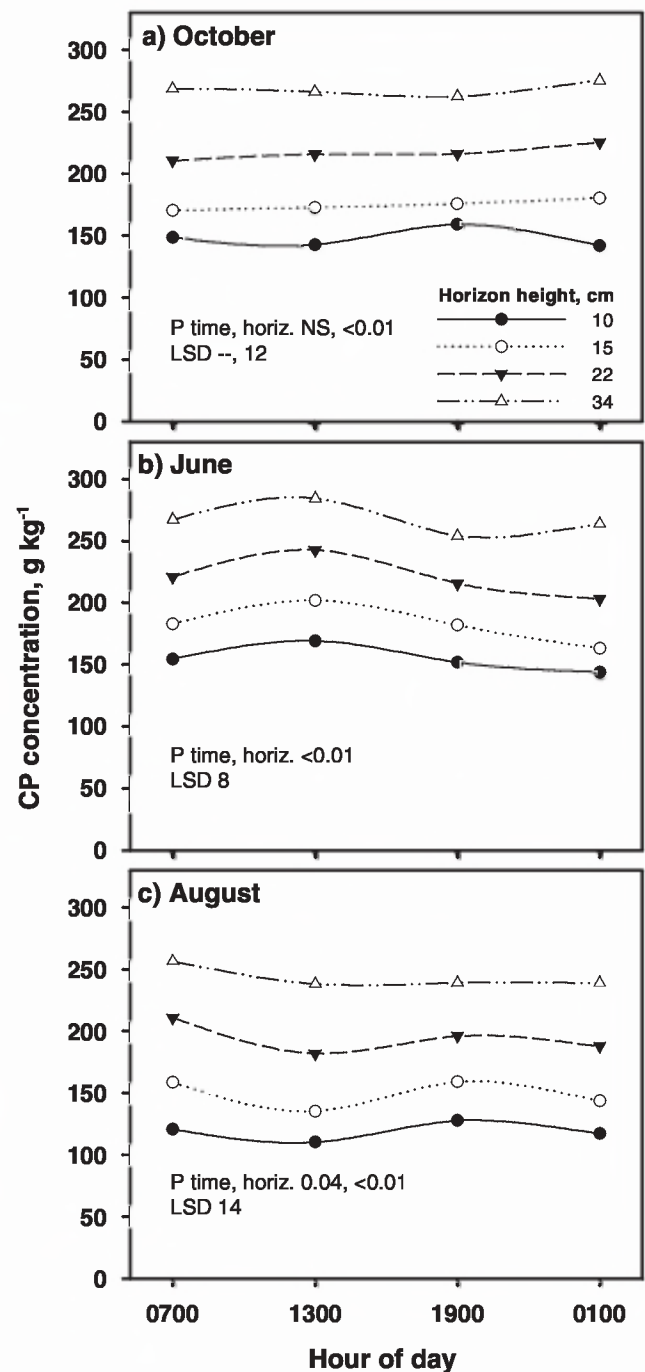 CP concentration, g kg-1
a) October
300
250
200
150
100
50
0
P time, horiz. NS, <0.01
LSD --, 12
Horizon height, cm
10
15
22
34
b) June
300
250
200
150
100
50
0
P time, horiz. <0.01
LSD 8
c) August
300
250
200
150
100
50
0
P time, horiz. 0.04, <0.01
LSD 14
0700 1300 1900 0100
Hour of day